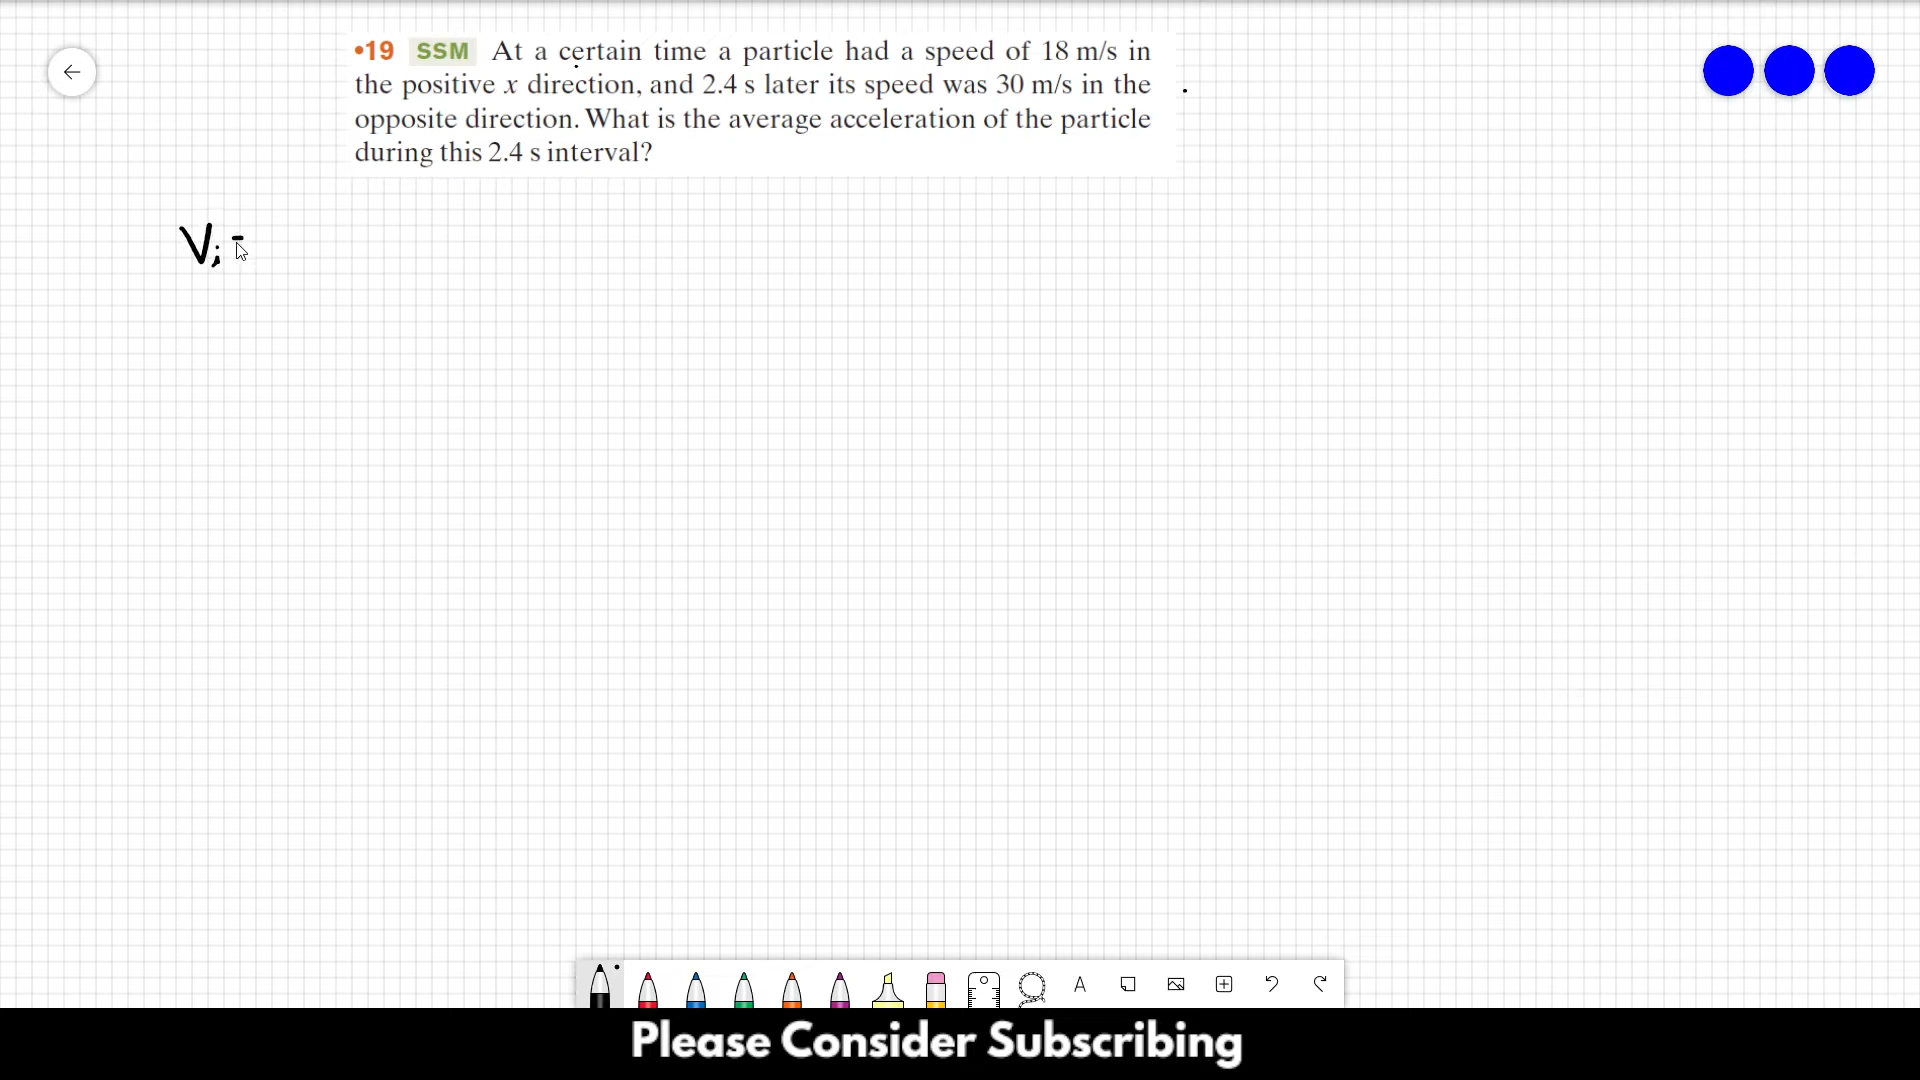 •19 SSM At a certain time a particle had a speed of 18 m/s in
the positive x direction, and 2.4 s later its speed was 30 m/s in the
opposite direction. What is the average acceleration of the particle
during this 2.4 s interval?
Vi -
A
Please Consider Subscribing